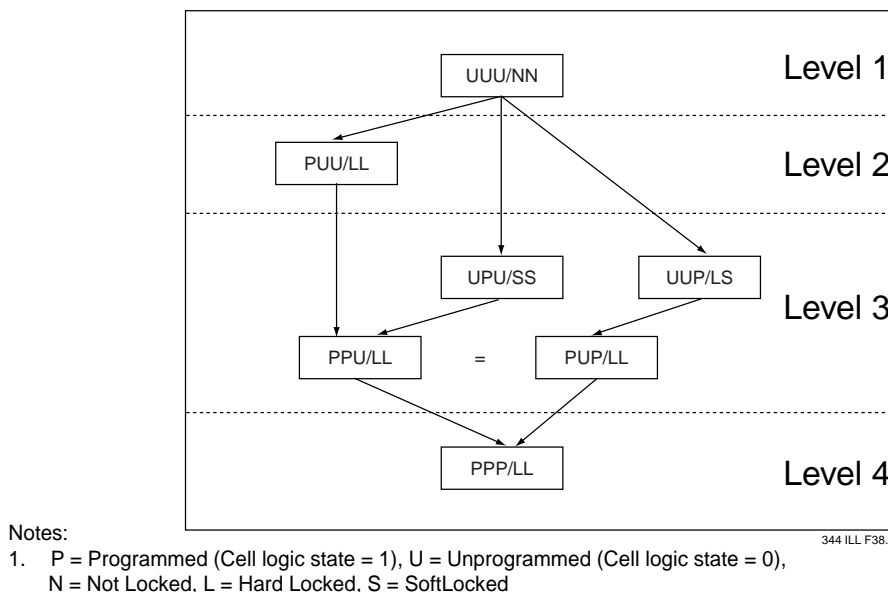 UUU/NN
Level 1
PUU/LL
Level 2
UPU/SS
UUP/LS
Level 3
PPU/LL
=
PUP/LL
PPP/LL
Level 4
344 ILL F38.
Notes:
1. P = Programmed (Cell logic state = 1), U = Unprogrammed (Cell logic state = 0),
N = Not Locked, L = Hard Locked, S = SoftLocked